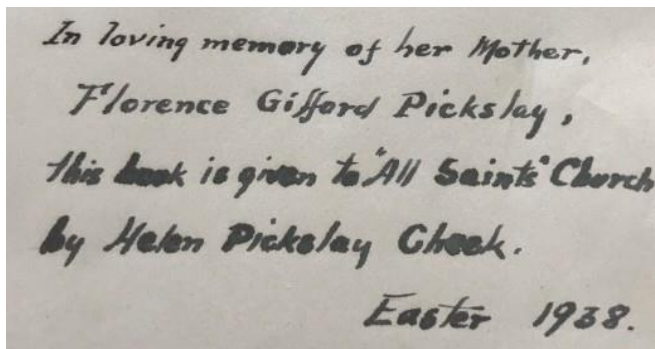 In loving memory of her Mother,
Florence Gifford Pickslay,
this book is given to "All Saints" Church
by Helen Pickslay Cheek.
Easter 1938.